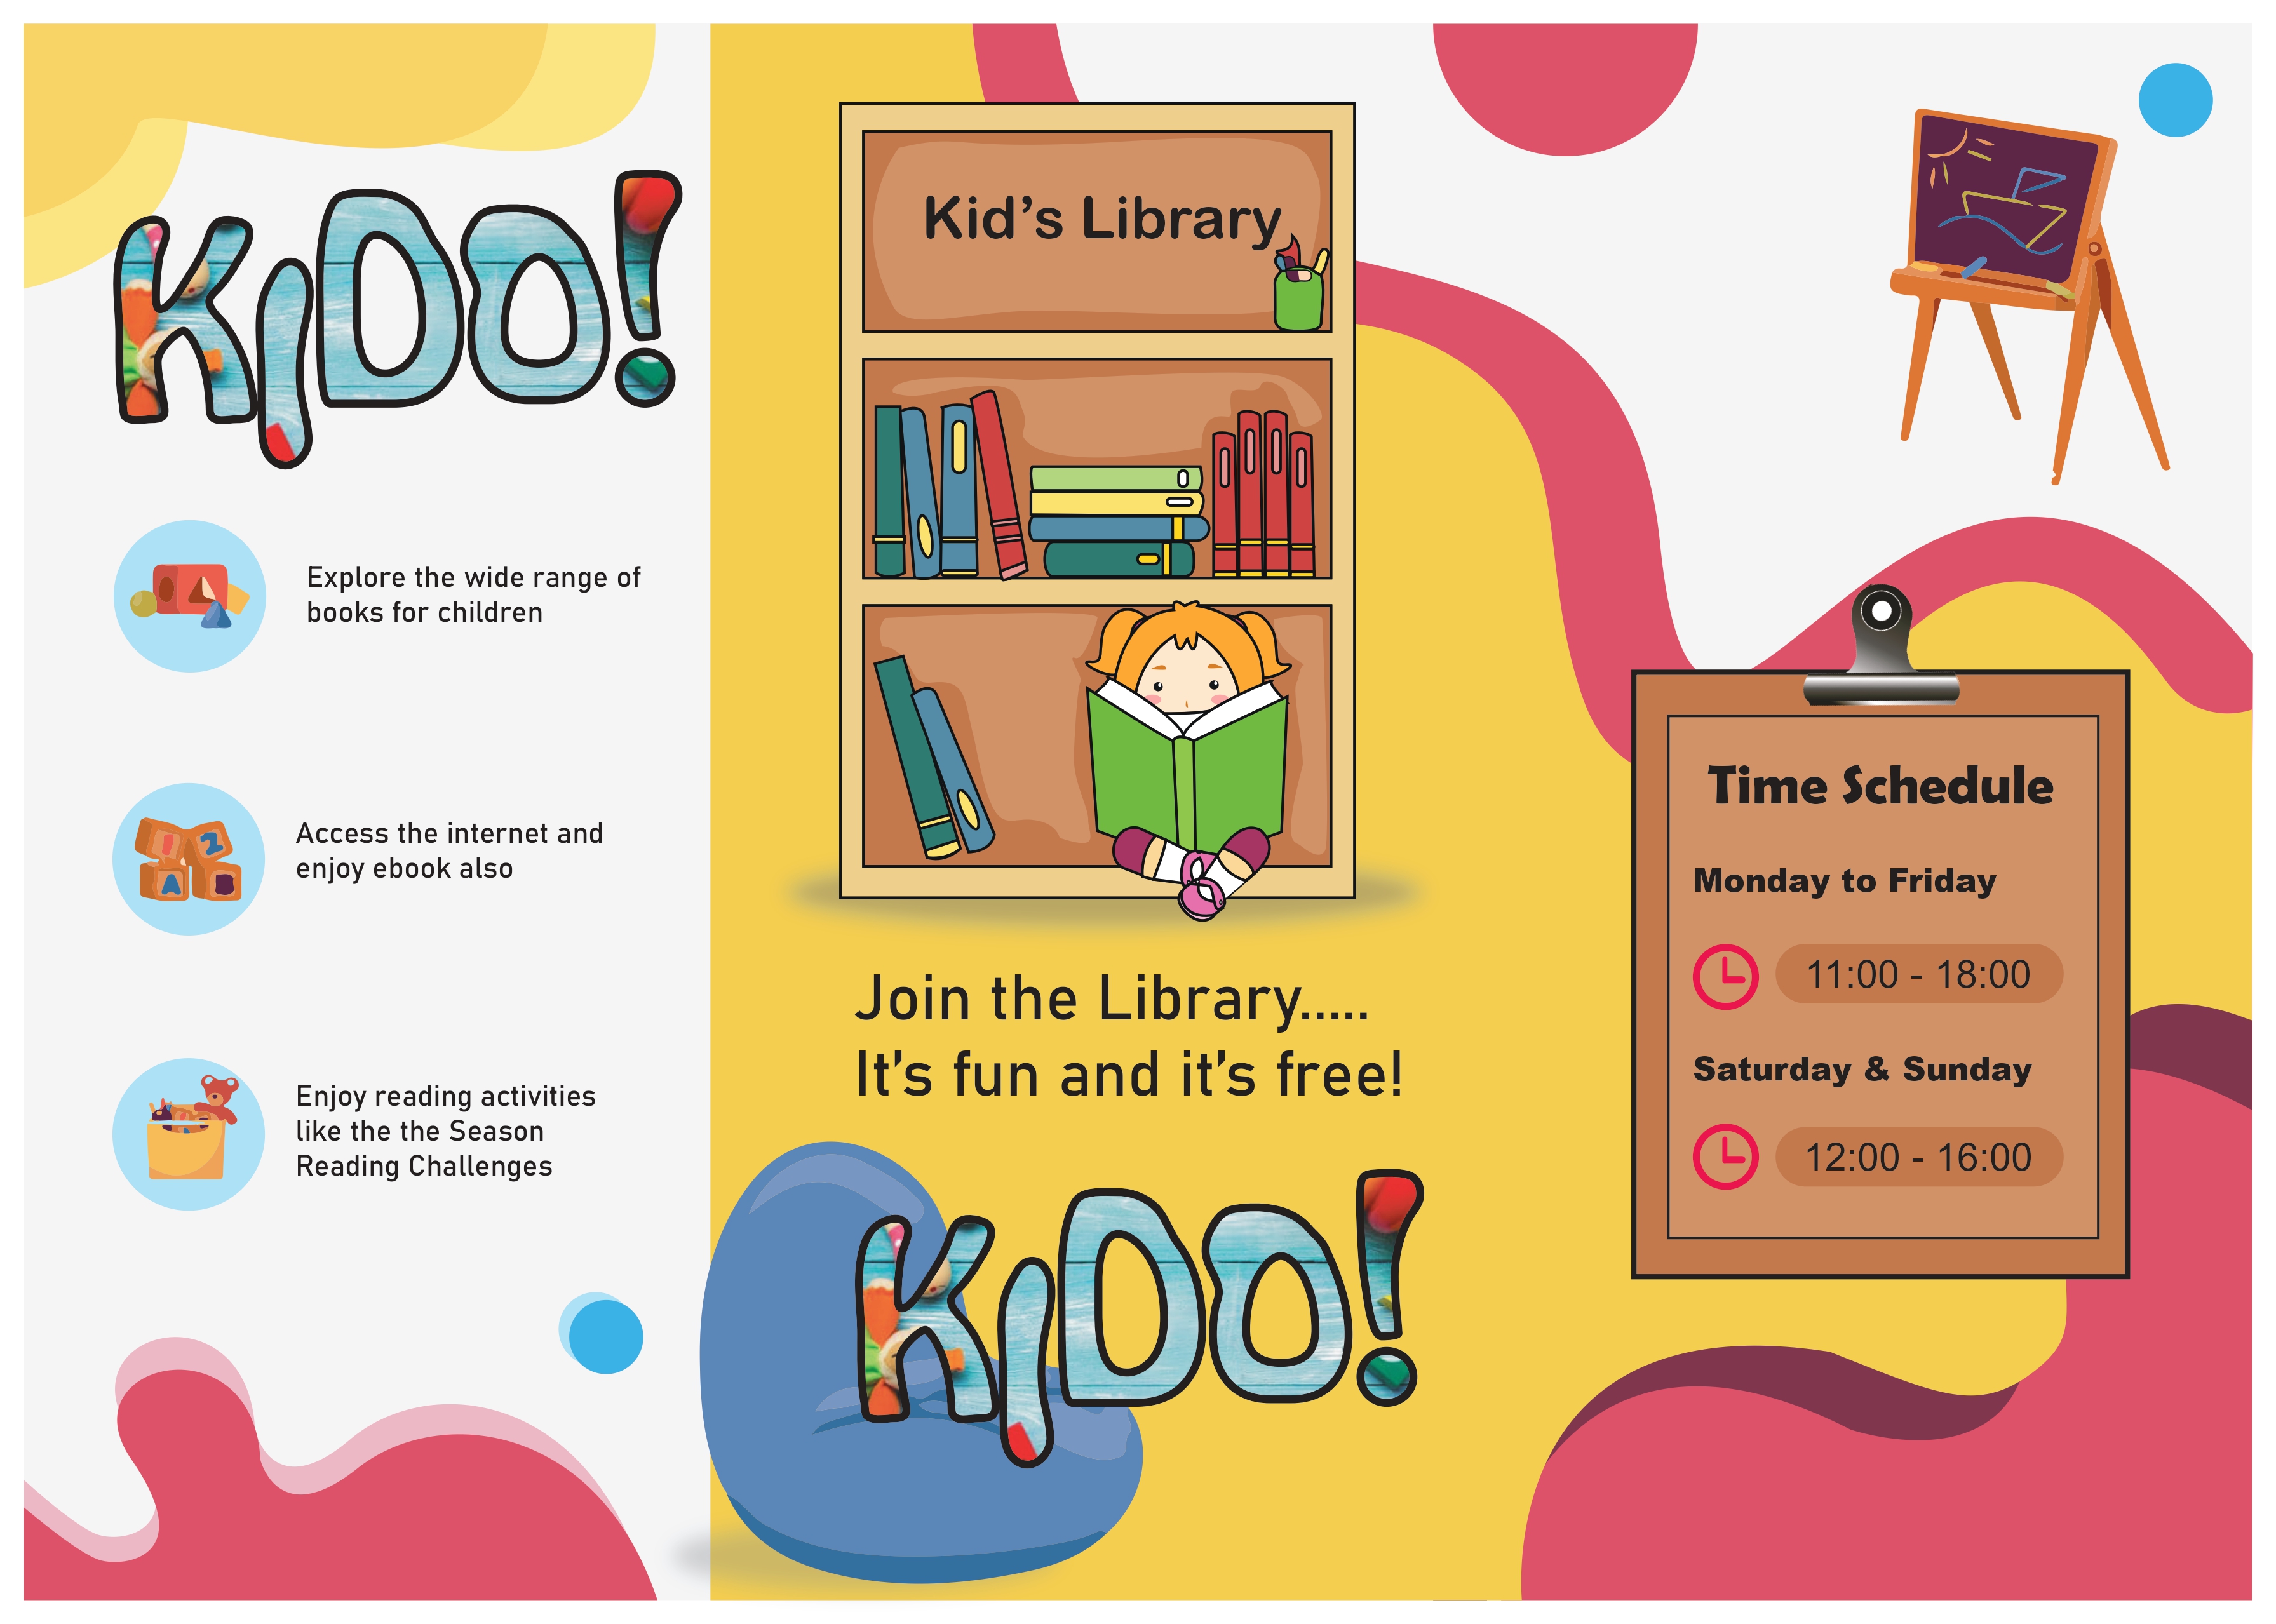 KIDO!
Explore the wide range of
books for children
Access the internet and
enjoy ebook also
Enjoy reading activities
like the the Season
Reading Challenges
Kid's Library
Join the Library.....
It's fun and it's free!
KIDO!
Time Schedule
Monday to Friday
11:00 - 18:00
Saturday & Sunday
12:00 - 16:00
1 2
A D